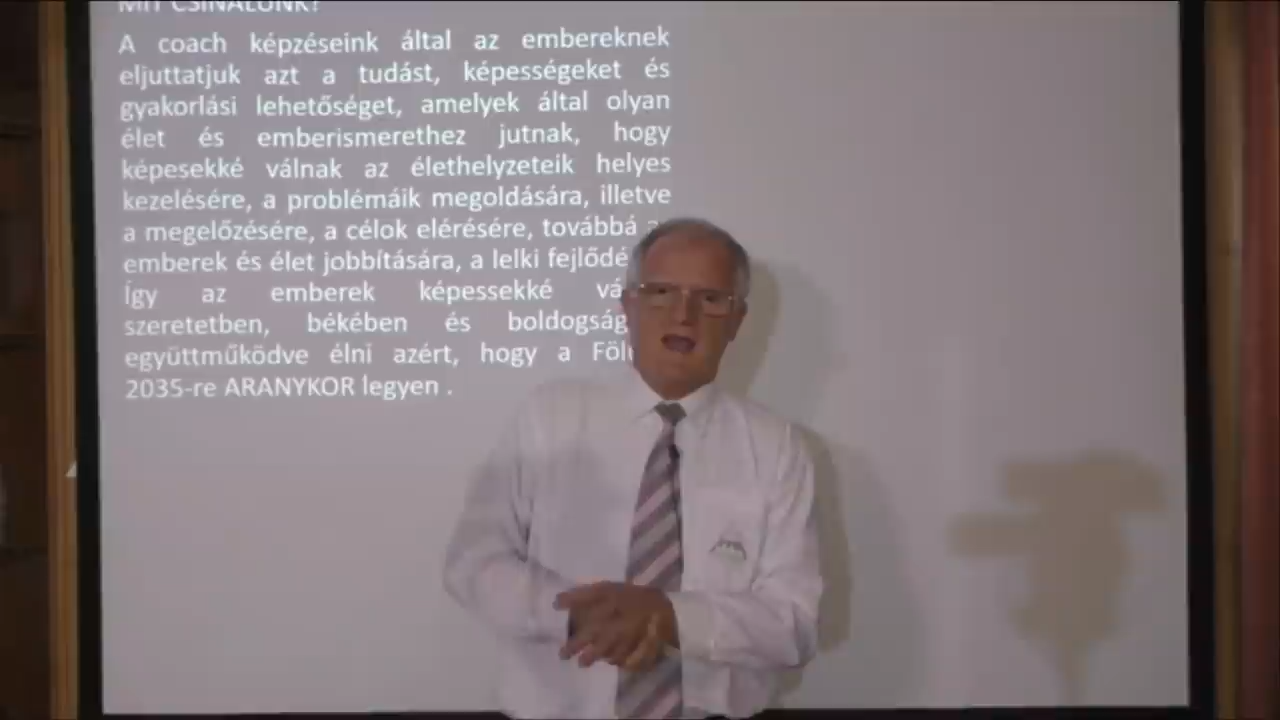 MIT CSINÁLUNK?
A coach képzéseink által az embereknek
eljuttatjuk azt a tudást, képességeket és
gyakorlási lehetőséget, amelyek által olyan
élet és emberismerethez jutnak, hogy
képesekké válnak az élethelyzeteik helyes
kezelésére, a problémáik megoldására, illetve
a megelőzésére, a célok elérésére, továbbá
emberek és élet jobbítására, a lelki
Így az emberek képessekké
szeretetben, békében és
együttműködve élni azért, hogy a
2035-re ARANYKOR legyen .